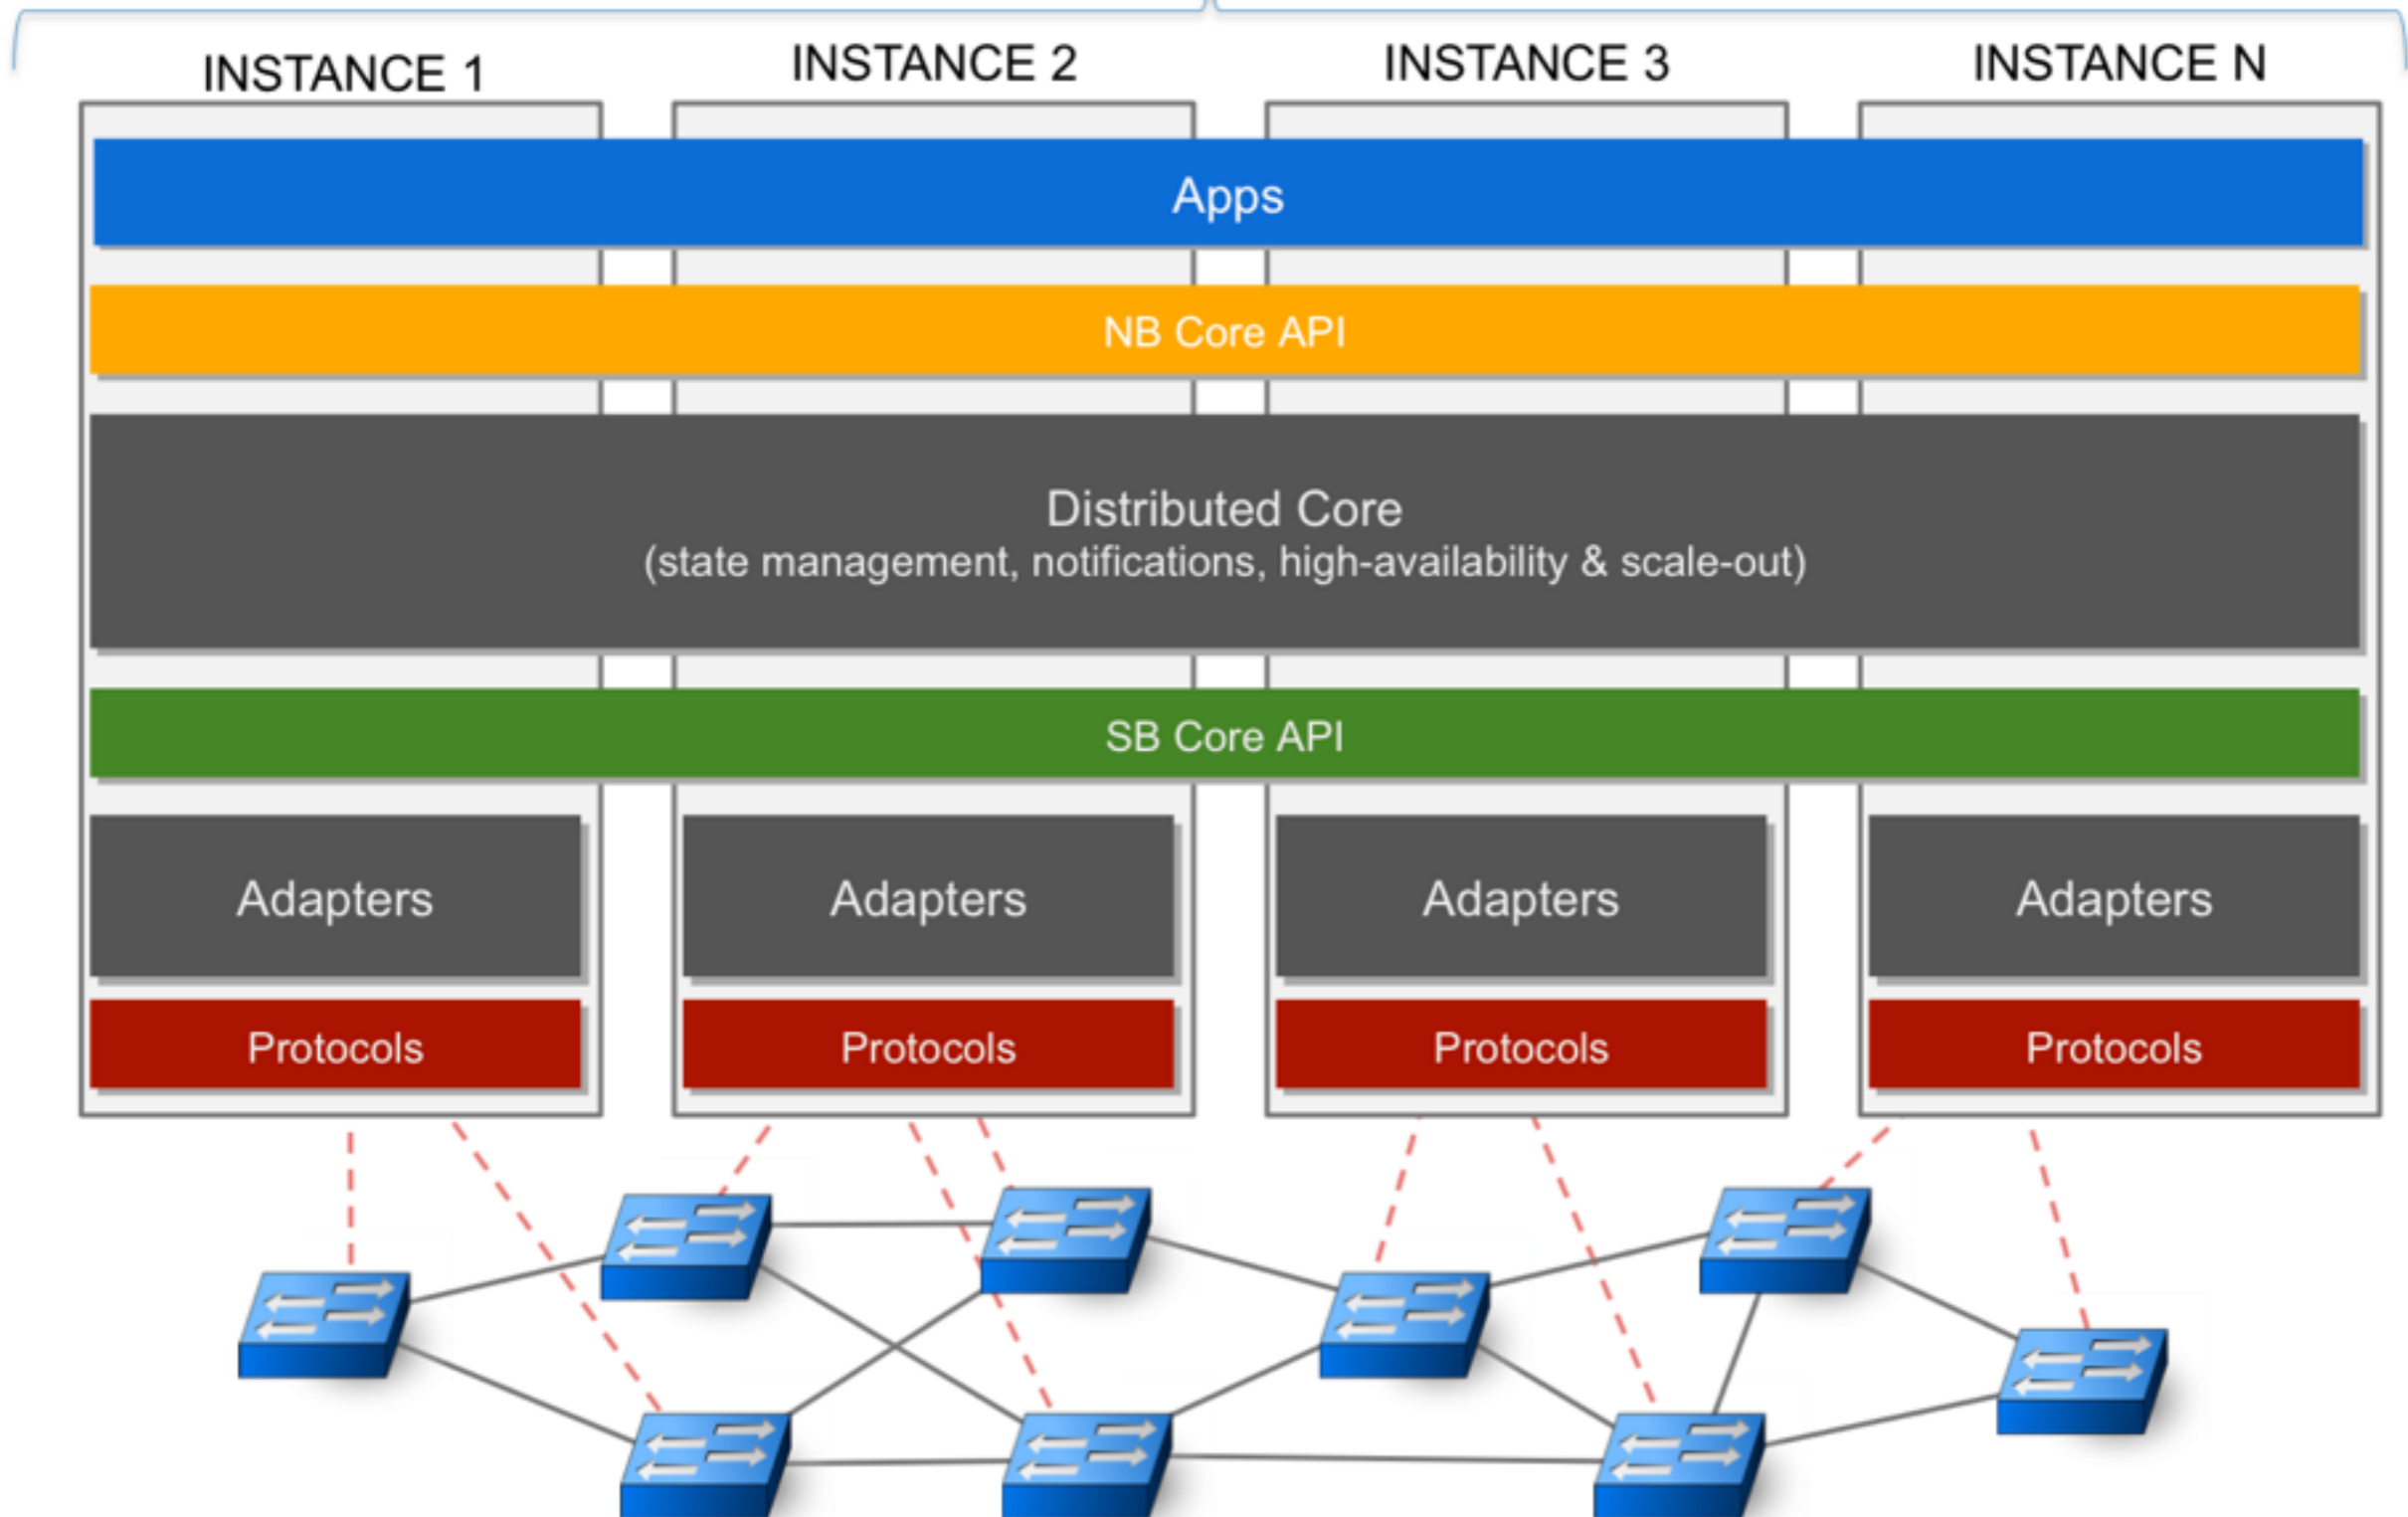 INSTANCE 1
INSTANCE 2
INSTANCE 3
INSTANCE N
Apps
NB Core API
Distributed Core
(state management, notifications, high-availability & scale-out)
SB Core API
Adapters
Adapters
Adapters
Adapters
Protocols
Protocols
Protocols
Protocols